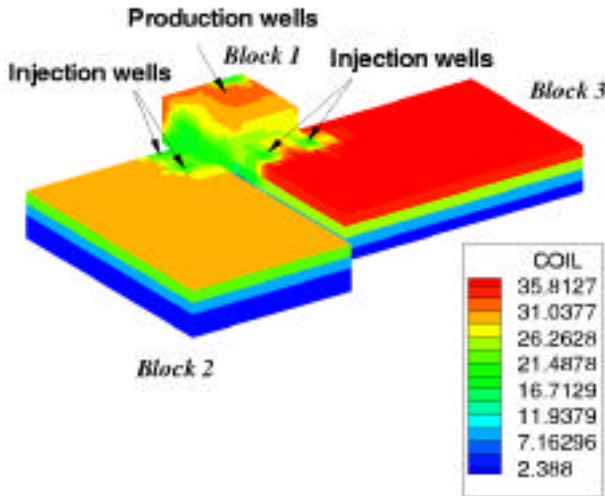 Production wells
Block 1
Injection wells
Injection wells
Block 3
Block 2
COIL
35.8127
31.0377
26.2628
21.4878
16.7129
11.9379
7.16296
2.388